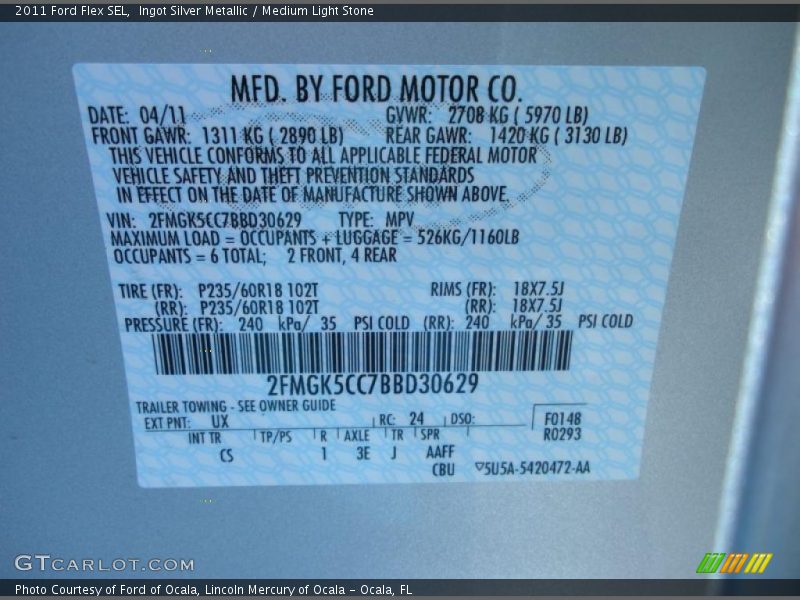 2011 Ford Flex SEL,  Ingot Silver Metallic / Medium Light Stone
MFD. BY FORD MOTOR CO.
DATE: 04/11 GVWR: 2708 KG ( 5970 LB)
FRONT GAWR: 1311 KG ( 2890 LB) REAR GAWR: 1420 KG ( 3130 LB)
THIS VEHICLE CONFORMS TO ALL APPLICABLE FEDERAL MOTOR
VEHICLE SAFETY AND THEFT PREVENTION STANDARDS
IN EFFECT ON THE DATE OF MANUFACTURE SHOWN ABOVE.
VIN: 2FMGK5CC7BBD30629 TYPE: MPV
MAXIMUM LOAD = OCCUPANTS + LUGGAGE = 526KG/1160LB
OCCUPANTS = 6 TOTAL; 2 FRONT, 4 REAR
TIRE (FR): P235/60R18 102T RIMS (FR): 18X7.5J
(RR): P235/60R18 102T (RR): 18X7.5J
PRESSURE (FR): 240 kPa/ 35 PSI COLD (RR): 240 kPa/ 35 PSI COLD
2FMGK5CC7BBD30629
TRAILER TOWING - SEE OWNER GUIDE
EXT PNT: UX RC: 24 DSO: F0148
INT TR TP/PS R AXLE TR SPR R0293
CS 1 3E J AAFF
CBU ▽5U5A-5420472-AA
GTCARLOT.COM
Photo Courtesy of Ford of Ocala, Lincoln Mercury of Ocala – Ocala, FL